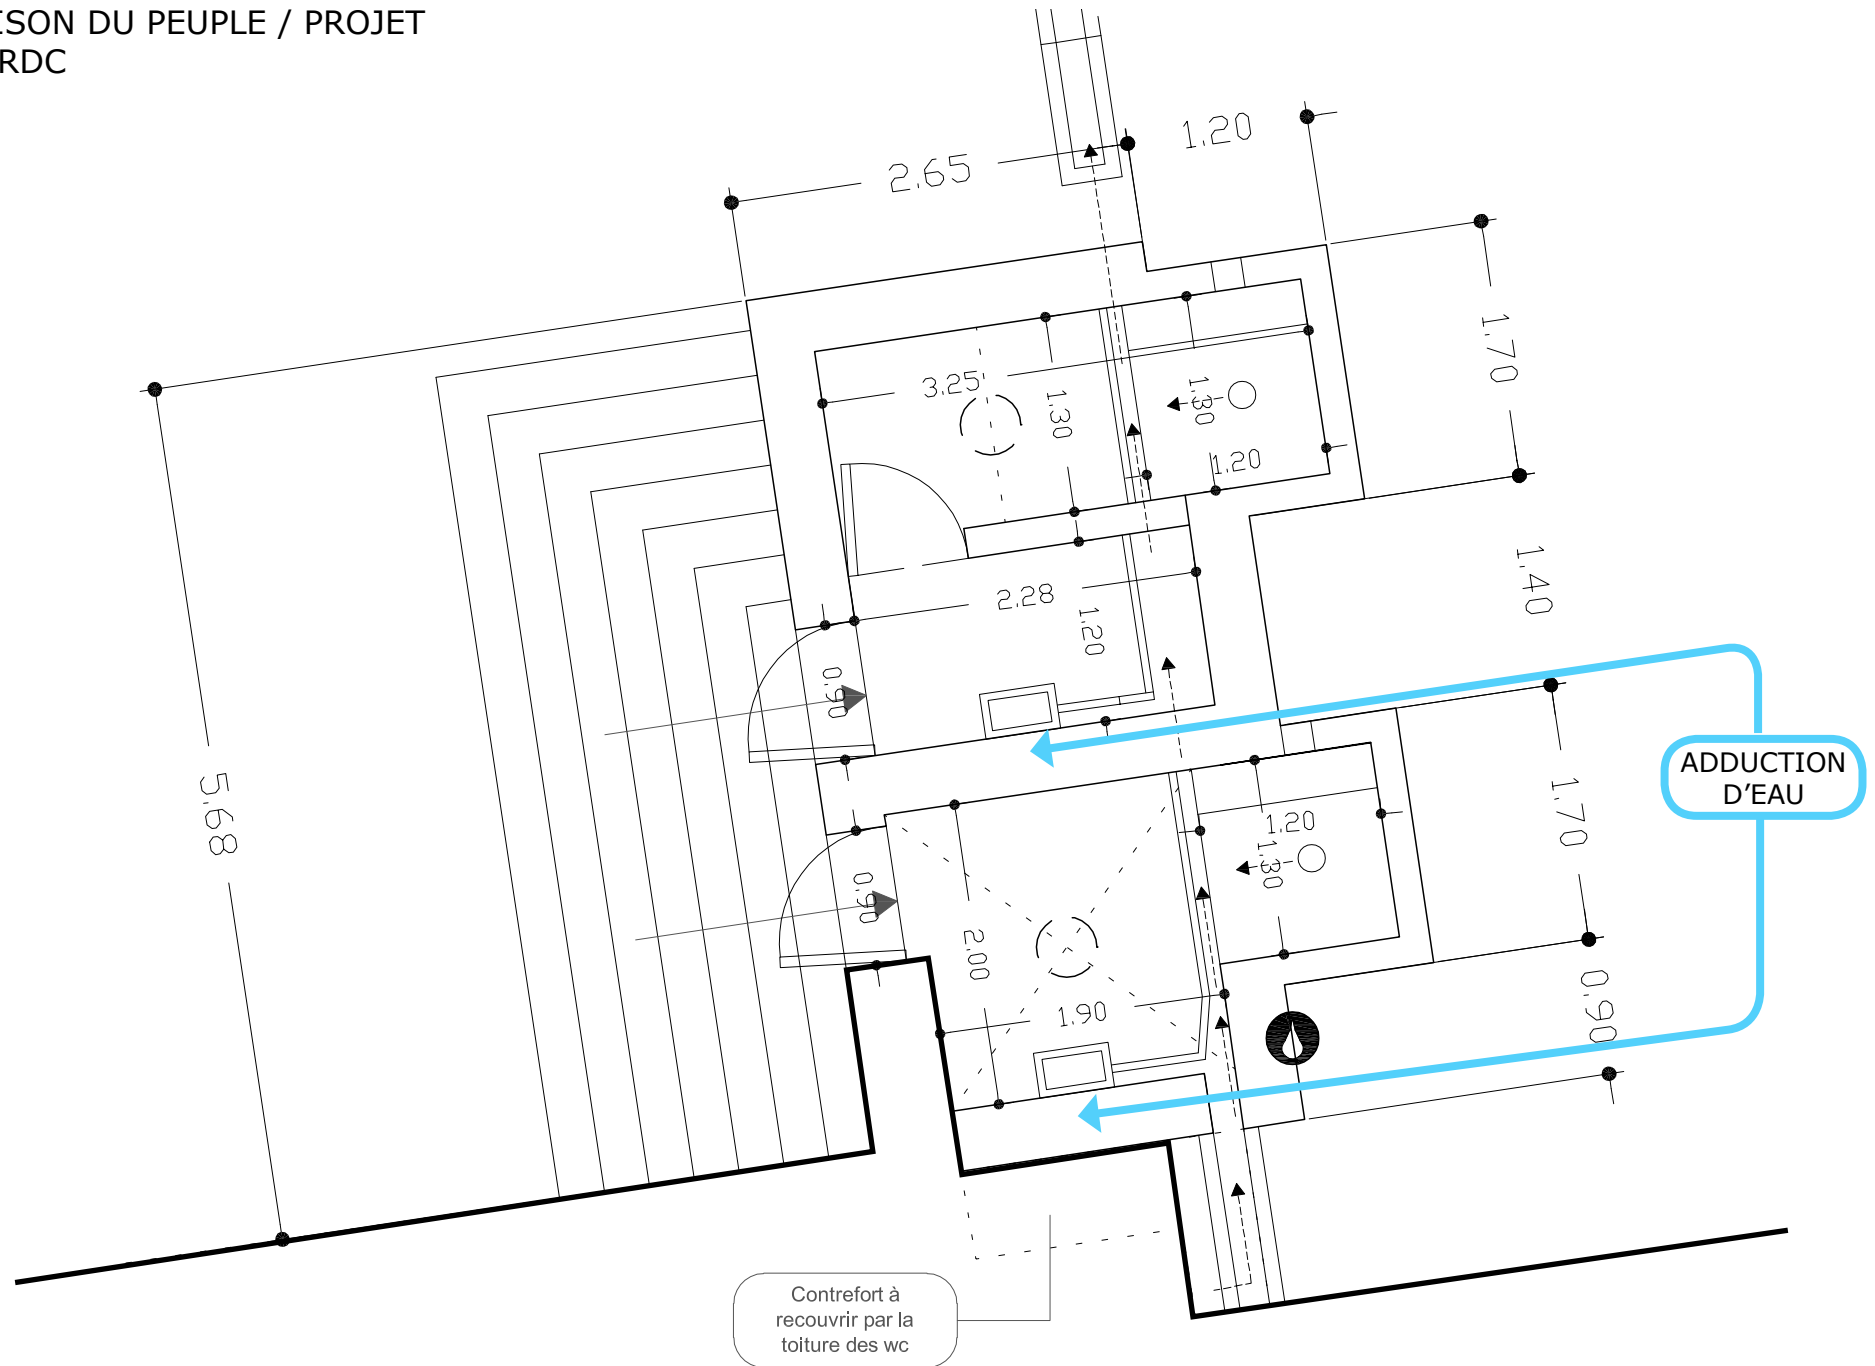 ISON DU PEUPLE / PROJET
RDC
1.20
2.65
1.70
3.25
1.30
1.30
1.20
1.40
2.28
1.20
0.90
ADDUCTION
D'EAU
5.68
1.70
1.20
1.30
0.90
2.00
1.90
0.90
Contrefort à
recouvrir par la
toiture des wc